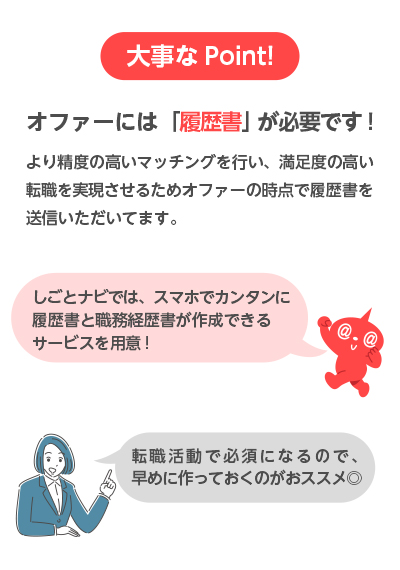 大事な Point!
オファーには「履歴書」が必要です！
より精度の高いマッチングを行い、満足度の高い
転職を実現させるためオファーの時点で履歴書を
送信いただいてます。
しごとナビでは、スマホでカンタンに
履歴書と職務経歴書が作成できる
サービスを用意！
@ @
転職活動で必須になるので、
早めに作っておくのがおススメ◎